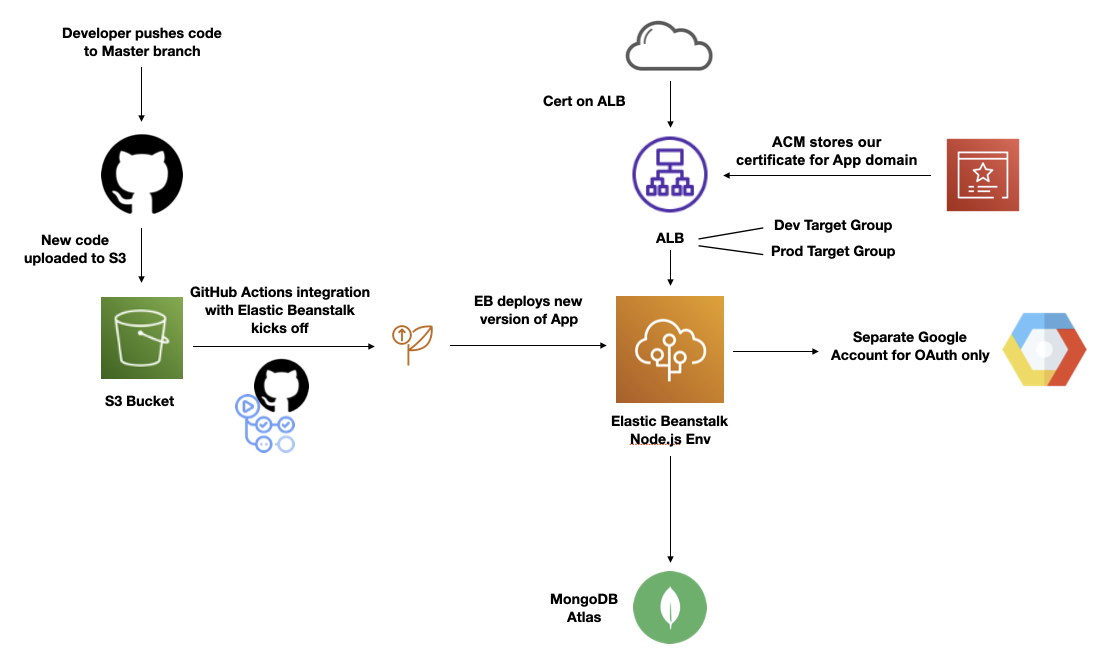 Developer pushes code
to Master branch
New code
uploaded to S3
S3 Bucket
GitHub Actions integration
with Elastic Beanstalk
kicks off
EB deploys new
version of App
Cert on ALB
ACM stores our
certificate for App domain
ALB
Dev Target Group
Prod Target Group
Elastic Beanstalk
Node.js Env
Separate Google
Account for OAuth only
MongoDB
Atlas